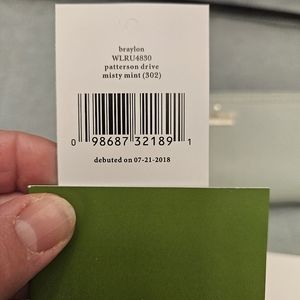 braylon
WLRU4830
patterson drive
misty mint (302)
0 98687 32189 1
debuted on 07-21-2018